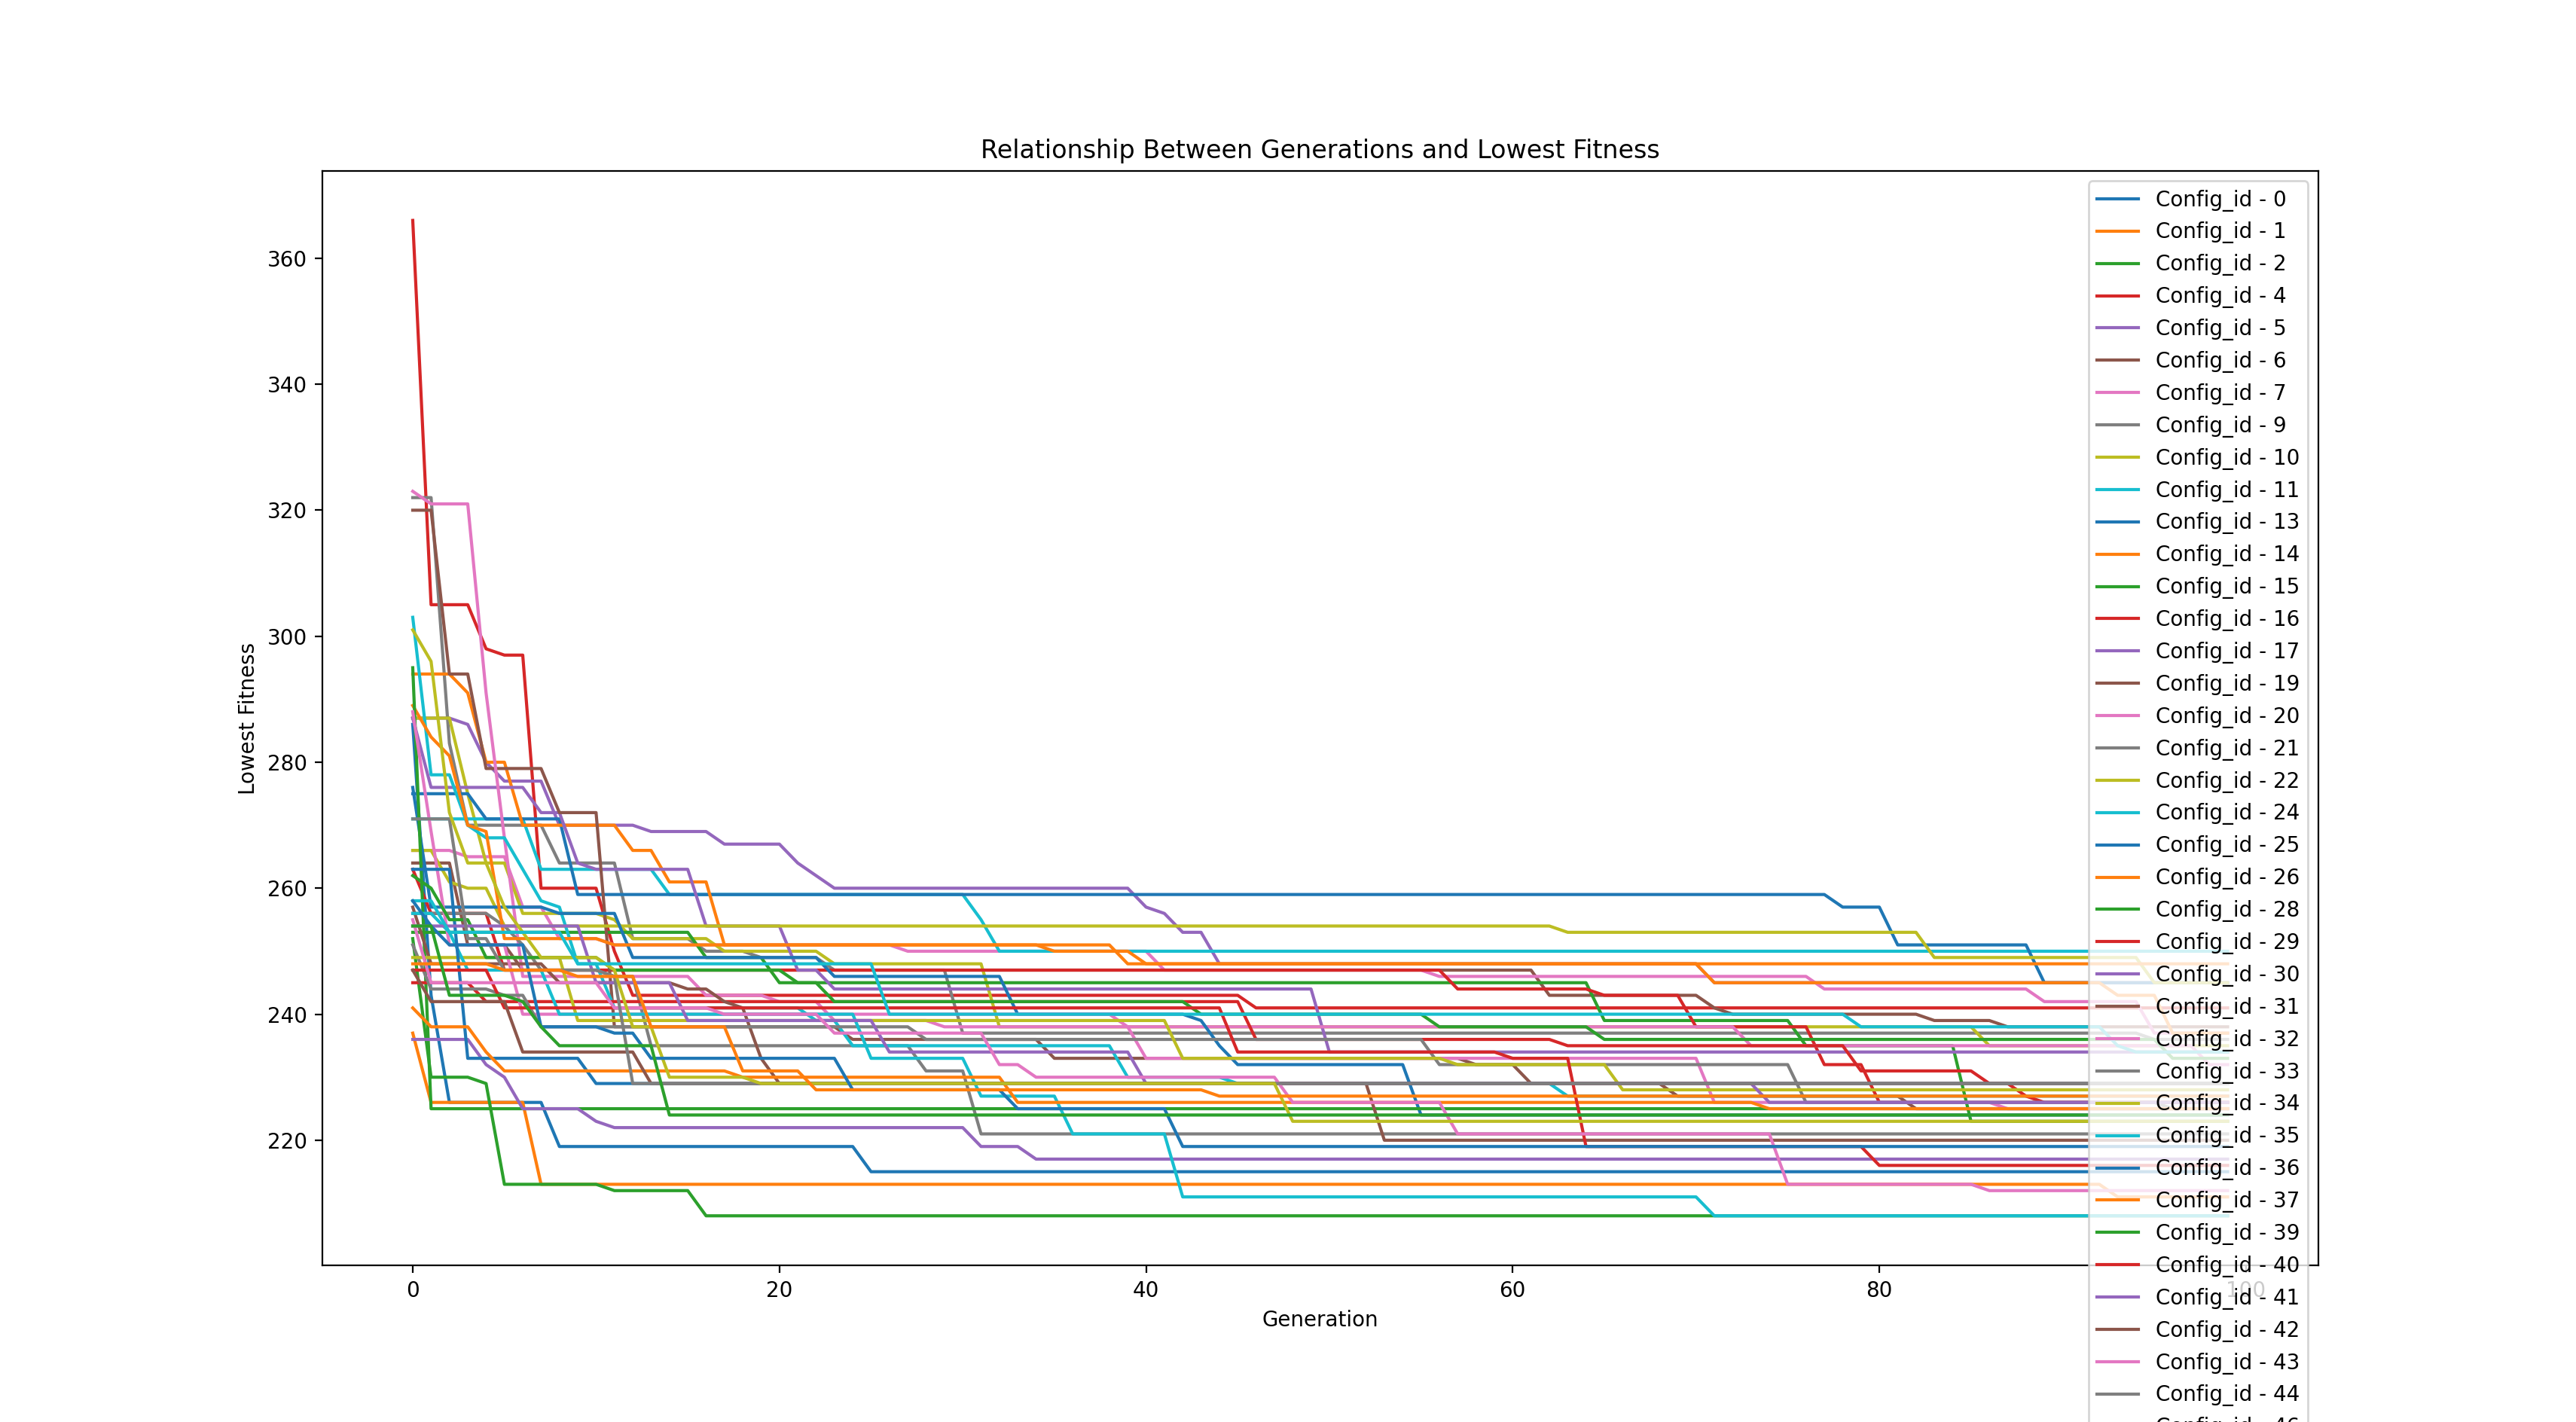 Relationship Between Generations and Lowest Fitness
Lowest Fitness
360
340
320
300
280
260
240
220
0
20
40
60
80
100
Generation
Config_id - 0
Config_id - 1
Config_id - 2
Config_id - 4
Config_id - 5
Config_id - 6
Config_id - 7
Config_id - 9
Config_id - 10
Config_id - 11
Config_id - 13
Config_id - 14
Config_id - 15
Config_id - 16
Config_id - 17
Config_id - 19
Config_id - 20
Config_id - 21
Config_id - 22
Config_id - 24
Config_id - 25
Config_id - 26
Config_id - 28
Config_id - 29
Config_id - 30
Config_id - 31
Config_id - 32
Config_id - 33
Config_id - 34
Config_id - 35
Config_id - 36
Config_id - 37
Config_id - 39
Config_id - 40
Config_id - 41
Config_id - 42
Config_id - 43
Config_id - 44